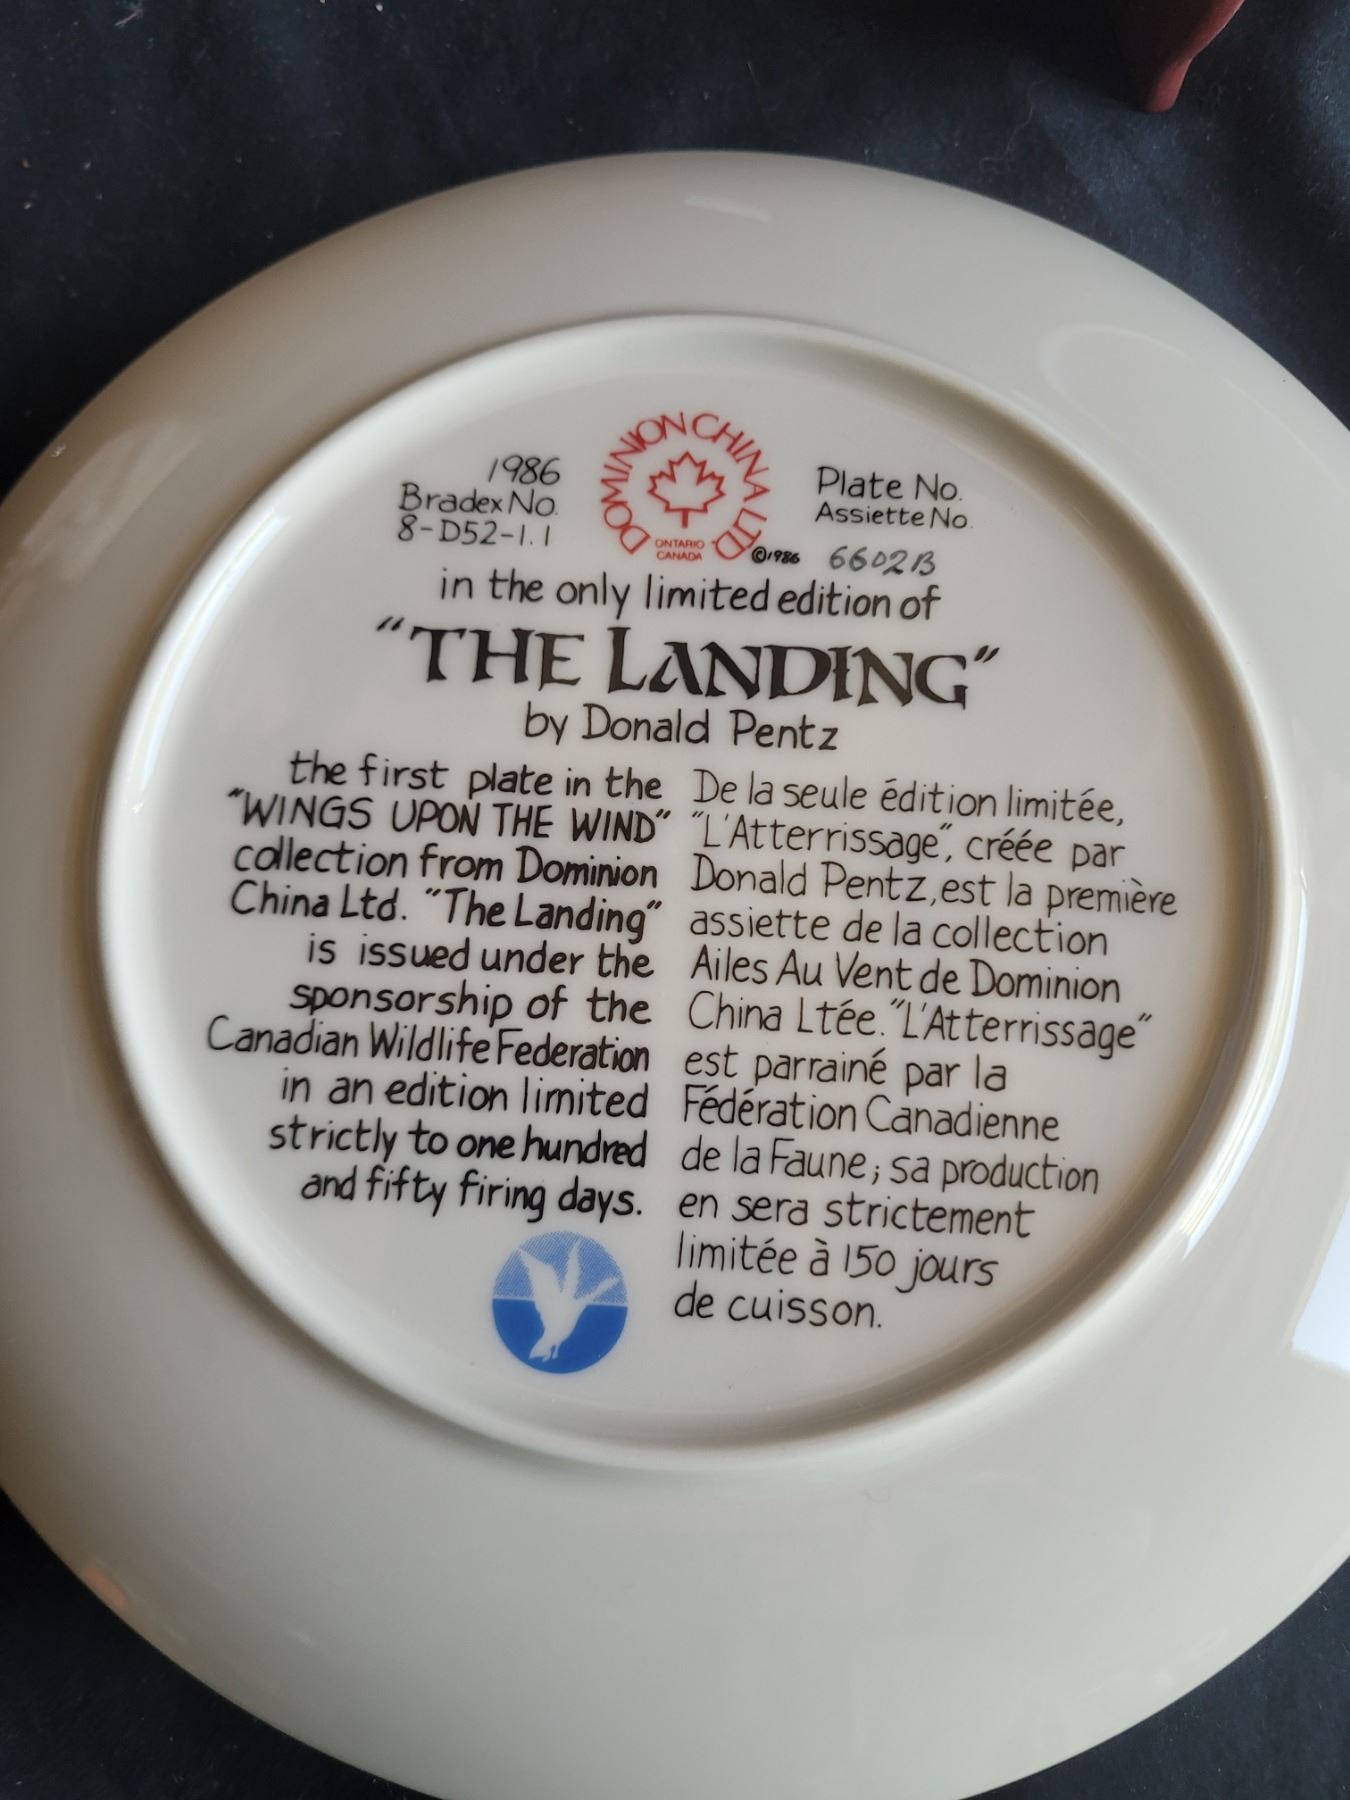 1986
Bradex No.
8-D52-1.1
DOMINION CHINA LTD
ONTARIO
CANADA
©1986
Plate No.
Assiette No.
6602B
in the only limited edition of
"THE LANDING"
by Donald Pentz
the first plate in the
"WINGS UPON THE WIND"
collection from Dominion
China Ltd. "The Landing"
is issued under the
sponsorship of the
Canadian Wildlife Federation
in an edition limited
strictly to one hundred
and fifty firing days.
De la seule édition limitée,
"L'Atterrissage", créée par
Donald Pentz, est la première
assiette de la collection
Ailes Au Vent de Dominion
China Ltée. "L'Atterrissage"
est parrainé par la
Fédération Canadienne
de la Faune; sa production
en sera strictement
limitée à 150 jours
de cuisson.